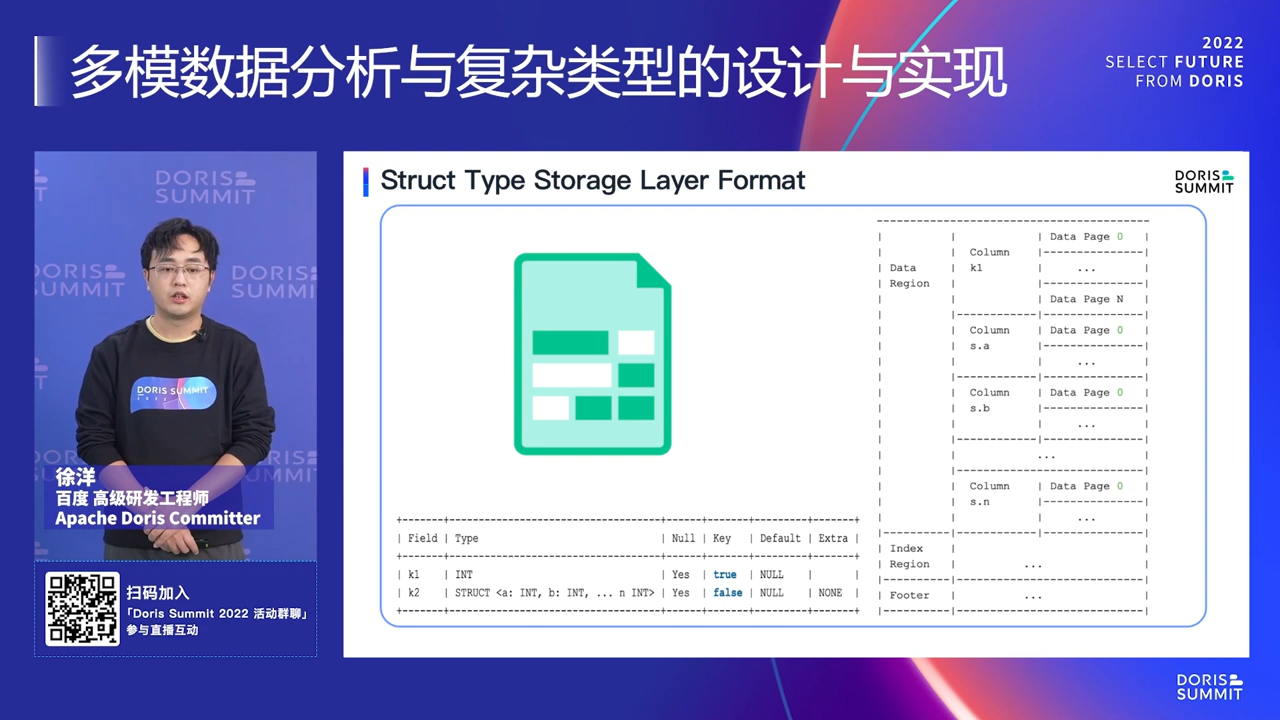 多模数据分析与复杂类型的设计与实现
2022
SELECT FUTURE
FROM DORIS
DORIS
SUMMIT
DORIS
SUMMIT
DORIS
SUMMIT
DORIS SUMMIT
2022
徐洋
百度 高级研发工程师
Apache Doris Committer
扫码加入
「Doris Summit 2022 活动群聊」
参与直播互动
Struct Type Storage Layer Format
DORIS
SUMMIT
| Field | Type | Null | Key | Default | Extra |
| k1 | INT | Yes | true | NULL | |
| k2 | STRUCT <a: INT, b: INT, ... n INT> | Yes | false | NULL | NONE |
Data
Region
Column
k1
Data Page 0
...
Data Page N
Column
s.a
Data Page 0
...
Column
s.b
Data Page 0
...
...
Column
s.n
Data Page 0
...
Index
Region
...
Footer
...
DORIS
SUMMIT